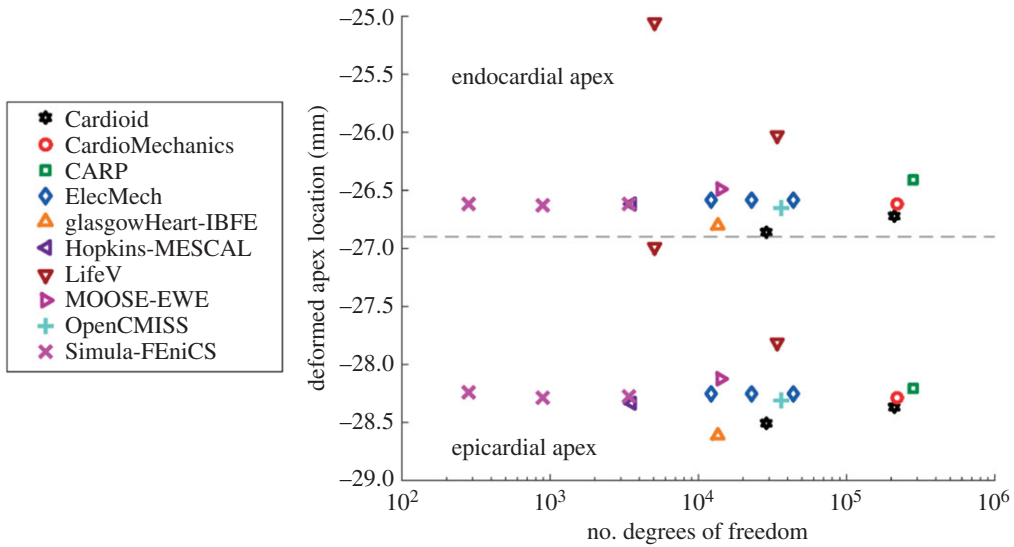 Cardioid
CardioMechanics
CARP
ElecMech
glasgowHeart-IBFE
Hopkins-MESCAL
LifeV
MOOSE-EWE
OpenCMISS
Simula-FEniCS
deformed apex location (mm)
–25.0
–25.5
–26.0
–26.5
–27.0
–27.5
–28.0
–28.5
–29.0
endocardial apex
epicardial apex
10²
10³
10⁴
10⁵
10⁶
no. degrees of freedom